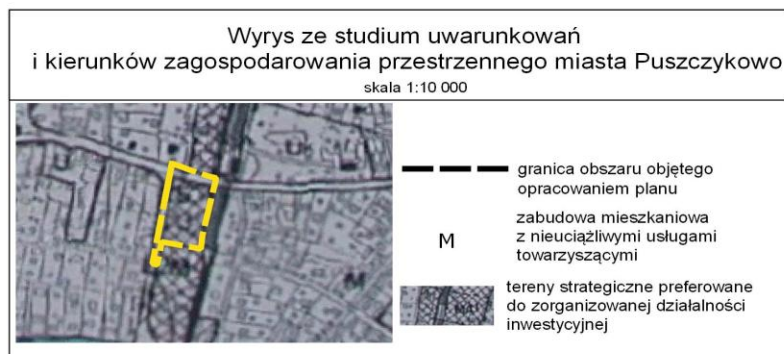 Wyrys ze studium uwarunkowań
i kierunków zagospodarowania przestrzennego miasta Puszczykowo
skala 1:10 000
granica obszaru objętego
opracowaniem planu
M
zabudowa mieszkaniowa
z nieuciążliwymi usługami
towarzyszącymi
tereny strategiczne preferowane
do zorganizowanej działalności
inwestycyjnej
M